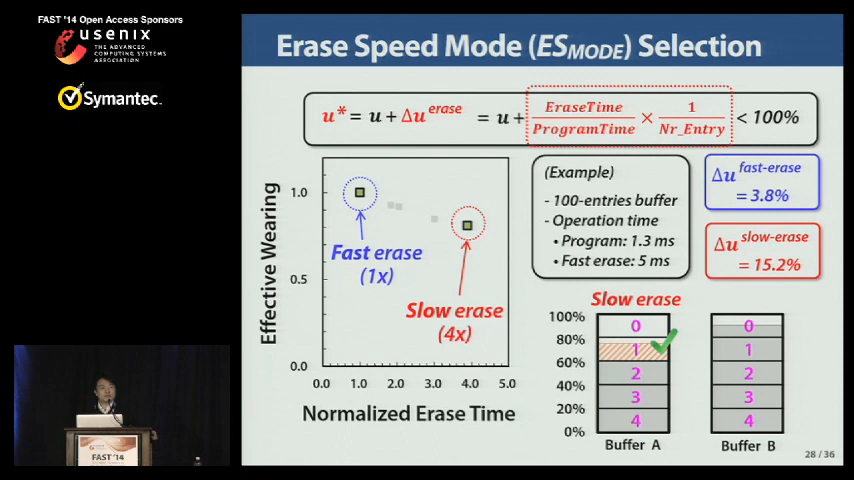 FAST '14 Open Access Sponsors
usenix
THE ADVANCED
COMPUTING SYSTEMS
ASSOCIATION
Symantec.
Erase Speed Mode (ESMODE) Selection
u* = u + Δu^erase = u + EraseTime/ProgramTime × 1/Nr_Entry < 100%
Effective Wearing
1.0
0.5
0.0
0.0 1.0 2.0 3.0 4.0 5.0
Normalized Erase Time
Fast erase
(1x)
Slow erase
(4x)
(Example)
- 100-entries buffer
- Operation time
• Program: 1.3 ms
• Fast erase: 5 ms
Δu^fast-erase
= 3.8%
Δu^slow-erase
= 15.2%
Slow erase
100%
80%
60%
40%
20%
0%
0
1
2
3
4
Buffer A
0
1
2
3
4
Buffer B
28 / 36
FAST '14